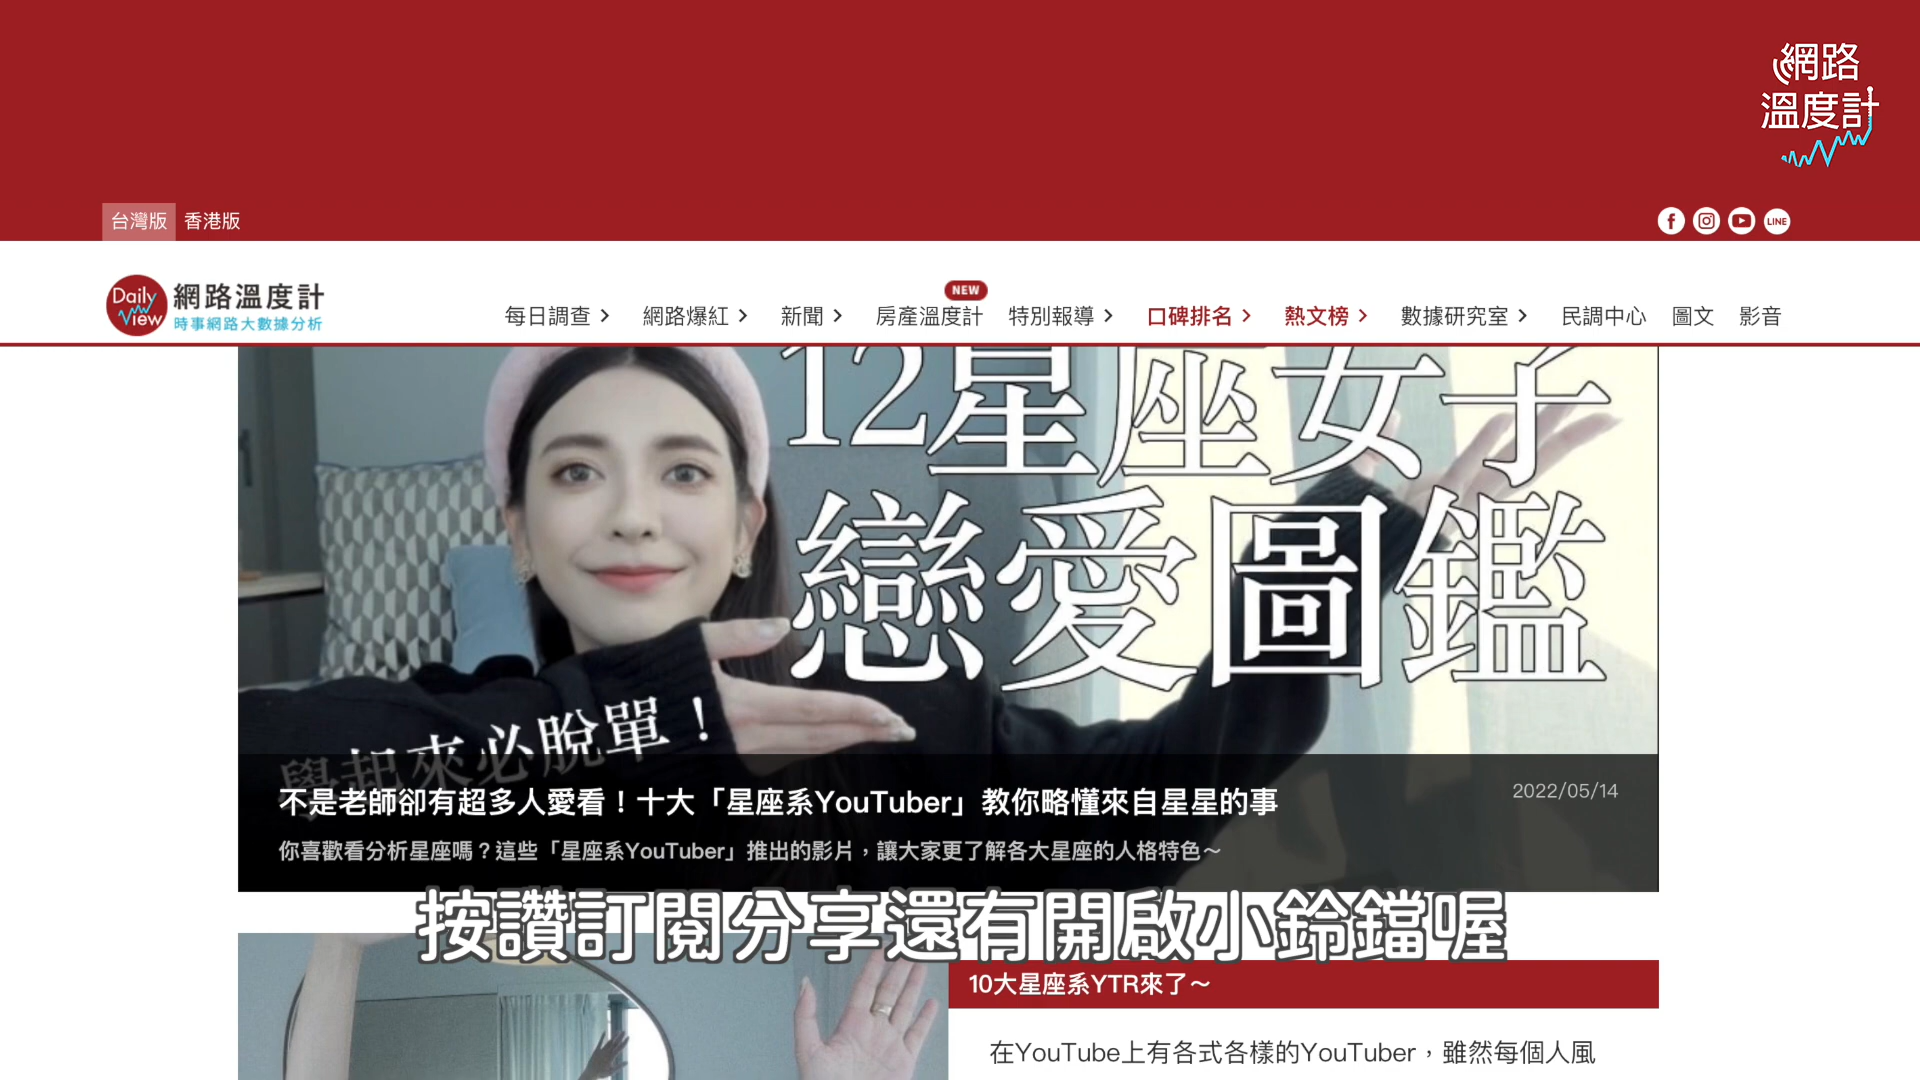 網路
溫度計
台灣版 香港版
LINE
Daily View 網路溫度計
時事網路大數據分析
NEW
每日調查 網路爆紅 新聞 房產溫度計 特別報導 口碑排名 熱文榜 數據研究室 民調中心 圖文 影音
12星座女子
戀愛圖鑑
學起來必脫單！
不是老師卻有超多人愛看！十大「星座系YouTuber」教你略懂來自星星的事
2022/05/14
你喜歡看分析星座嗎？這些「星座系YouTuber」推出的影片，讓大家更了解各大星座的人格特色～
按讚訂閱分享還有開啟小鈴鐺喔
10大星座系YTR來了～
在YouTube上有各式各樣的YouTuber，雖然每個人風